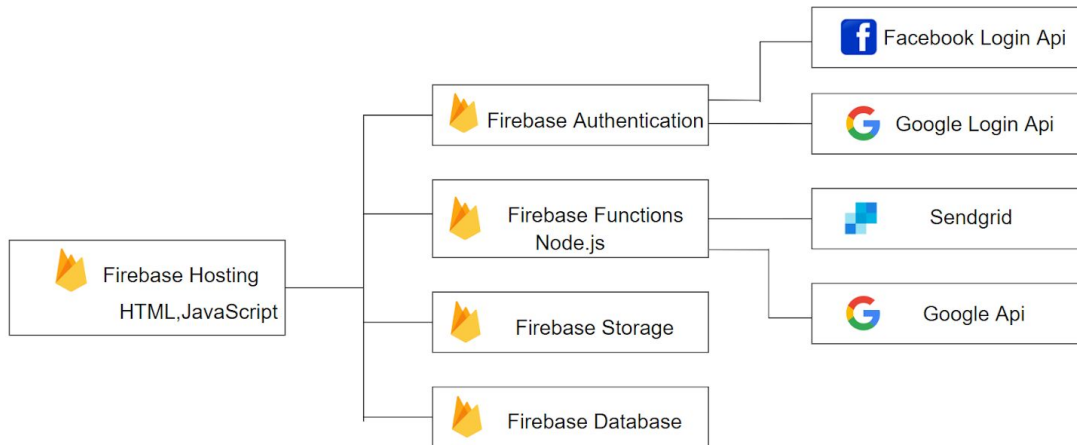 Facebook Login Api
Firebase Authentication
Google Login Api
Firebase Functions
Node.js
Sendgrid
Firebase Hosting
HTML,JavaScript
Firebase Storage
Google Api
Firebase Database